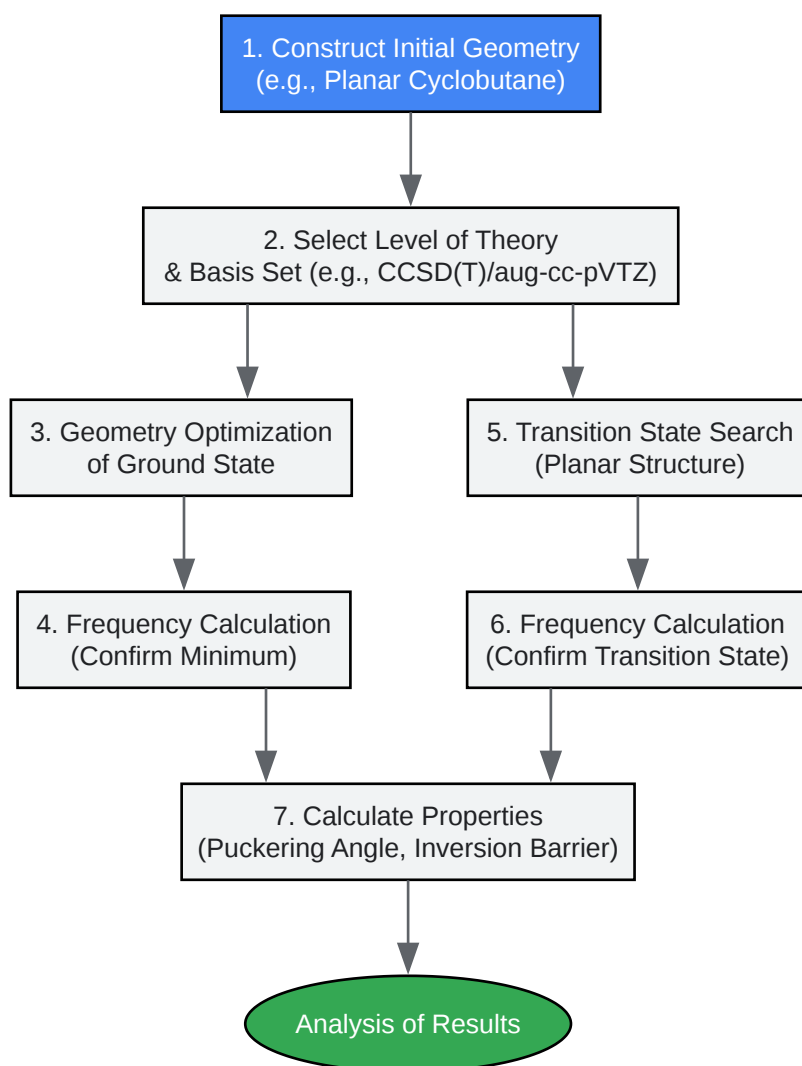 1. Construct Initial Geometry
(e.g., Planar Cyclobutane)
2. Select Level of Theory
& Basis Set (e.g., CCSD(T)/aug-cc-pVTZ)
3. Geometry Optimization
of Ground State
5. Transition State Search
(Planar Structure)
4. Frequency Calculation
(Confirm Minimum)
6. Frequency Calculation
(Confirm Transition State)
7. Calculate Properties
(Puckering Angle, Inversion Barrier)
Analysis of Results